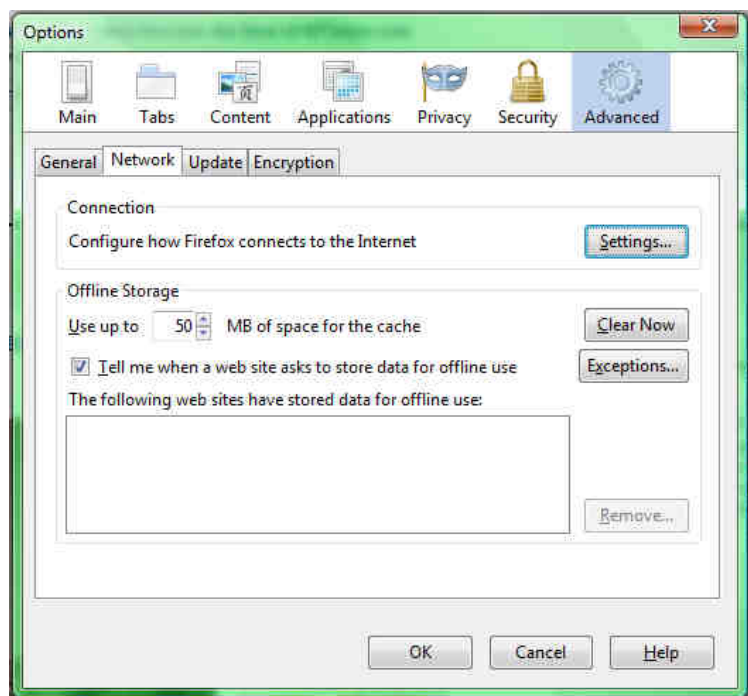 Options
Main Tabs Content Applications Privacy Security Advanced
General Network Update Encryption
Connection
Configure how Firefox connects to the Internet Settings...
Offline Storage
Use up to 50 MB of space for the cache Clear Now
Tell me when a web site asks to store data for offline use Exceptions...
The following web sites have stored data for offline use:
Remove...
OK Cancel Help